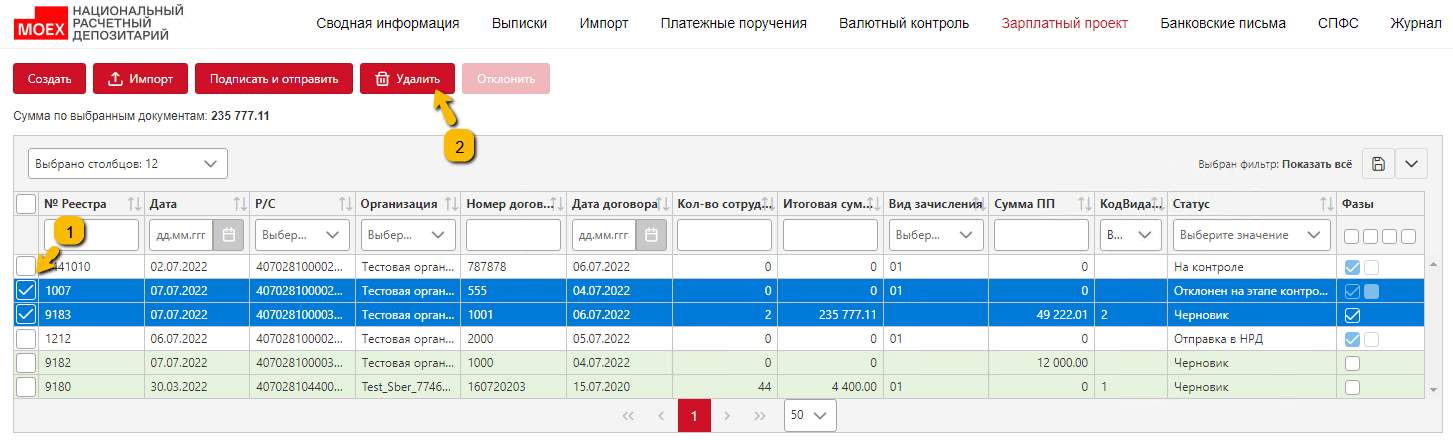 MOEX
НАЦИОНАЛЬНЫЙ
РАСЧЕТНЫЙ
ДЕПОЗИТАРИЙ
Сводная информация Выписки Импорт Платежные поручения Валютный контроль Зарплатный проект Банковские письма СПФС Журнал
Создать Импорт Подписать и отправить Удалить Отклонить
Сумма по выбранным документам: 235 777.11
2
Выбрано столбцов: 12 Выбран фильтр: Показать всё
№ Реестра Дата Р/С Организация Номер догов... Дата договора Кол-во сотруд... Итоговая сум... Вид зачисления Сумма ПП КодВида... Статус Фазы
1 дд.мм.гг Выбер... Выбер... дд.мм.гг Выбер... В... Выберите значение
441010 02.07.2022 407028100002... Тестовая орган... 787878 06.07.2022 0 0 01 0 На контроле
1007 07.07.2022 407028100002... Тестовая орган... 555 04.07.2022 0 0 01 0 Отклонен на этапе контро...
9183 07.07.2022 407028100003... Тестовая орган... 1001 06.07.2022 2 235 777.11 49 222.01 2 Черновик
1212 06.07.2022 407028100002... Тестовая орган... 2000 05.07.2022 0 0 01 0 Отправка в НРД
9182 07.07.2022 407028100003... Тестовая орган... 1000 04.07.2022 0 0 12 000.00 Черновик
9180 30.03.2022 407028104400... Test_Sber_7746... 160720203 15.07.2020 44 4 400.00 01 0 1 Черновик
1 50